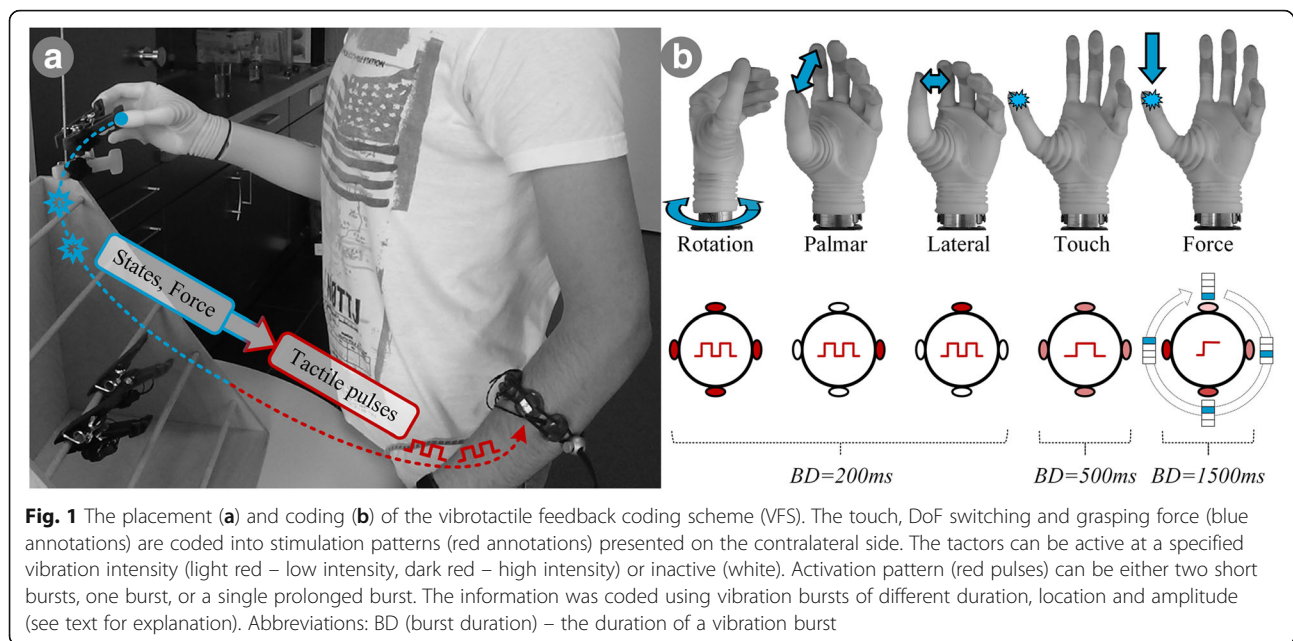 a
b
States, Force
Tactile pulses
Rotation Palmar Lateral Touch Force
BD=200ms BD=500ms BD=1500ms
Fig. 1 The placement (a) and coding (b) of the vibrotactile feedback coding scheme (VFS). The touch, DoF switching and grasping force (blue
annotations) are coded into stimulation patterns (red annotations) presented on the contralateral side. The tactors can be active at a specified
vibration intensity (light red – low intensity, dark red – high intensity) or inactive (white). Activation pattern (red pulses) can be either two short
bursts, one burst, or a single prolonged burst. The information was coded using vibration bursts of different duration, location and amplitude
(see text for explanation). Abbreviations: BD (burst duration) – the duration of a vibration burst